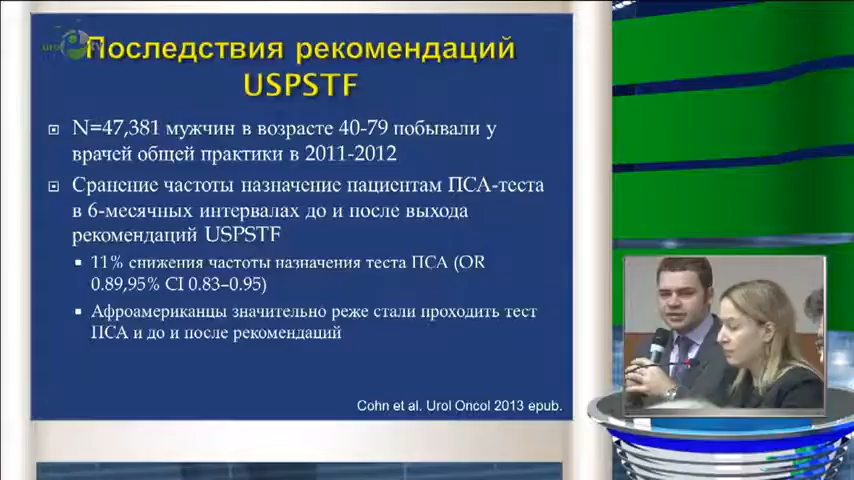 Последствия рекомендаций
USPSTF
N=47,381 мужчин в возрасте 40-79 побывали у
врачей общей практики в 2011-2012
Сранение частоты назначение пациентам ПСА-теста
в 6-месячных интервалах до и после выхода
рекомендаций USPSTF
11% снижения частоты назначения теста ПСА (OR
0.89,95% CI 0.83–0.95)
Афроамериканцы значительно реже стали проходить тест
ПСА и до и после рекомендаций
Cohn et al. Urol Oncol 2013 epub.